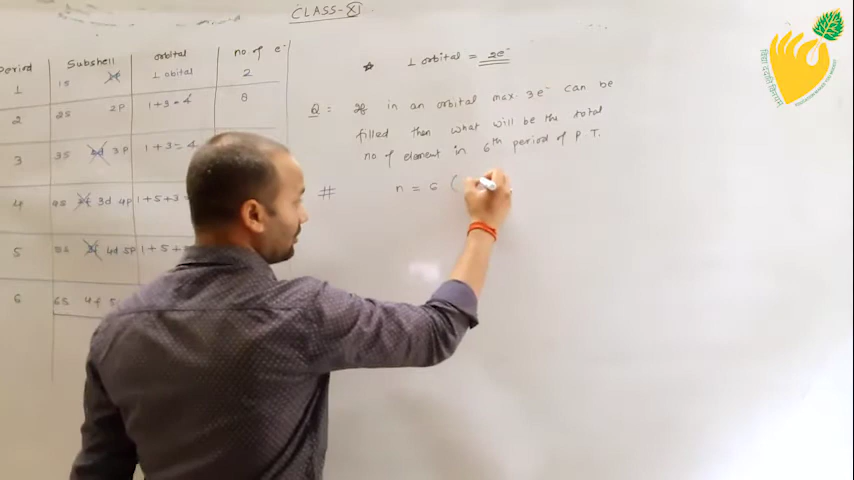 CLASS-XI
Period Subshell orbital no of e⁻
1 1S 1 obital 2
2 2S 2P 1+3=4 8
3 3S 3P 1+3=4
4 4S 3d 4P 1+5+3
5 5S 4d 5P 1+5+3
6 6S 4f 5
1 orbital = 2e⁻
Q: If in an orbital max. 3e⁻ can be
filled then what will be the total
no of element in 6th period of P.T.
# n = 6 (